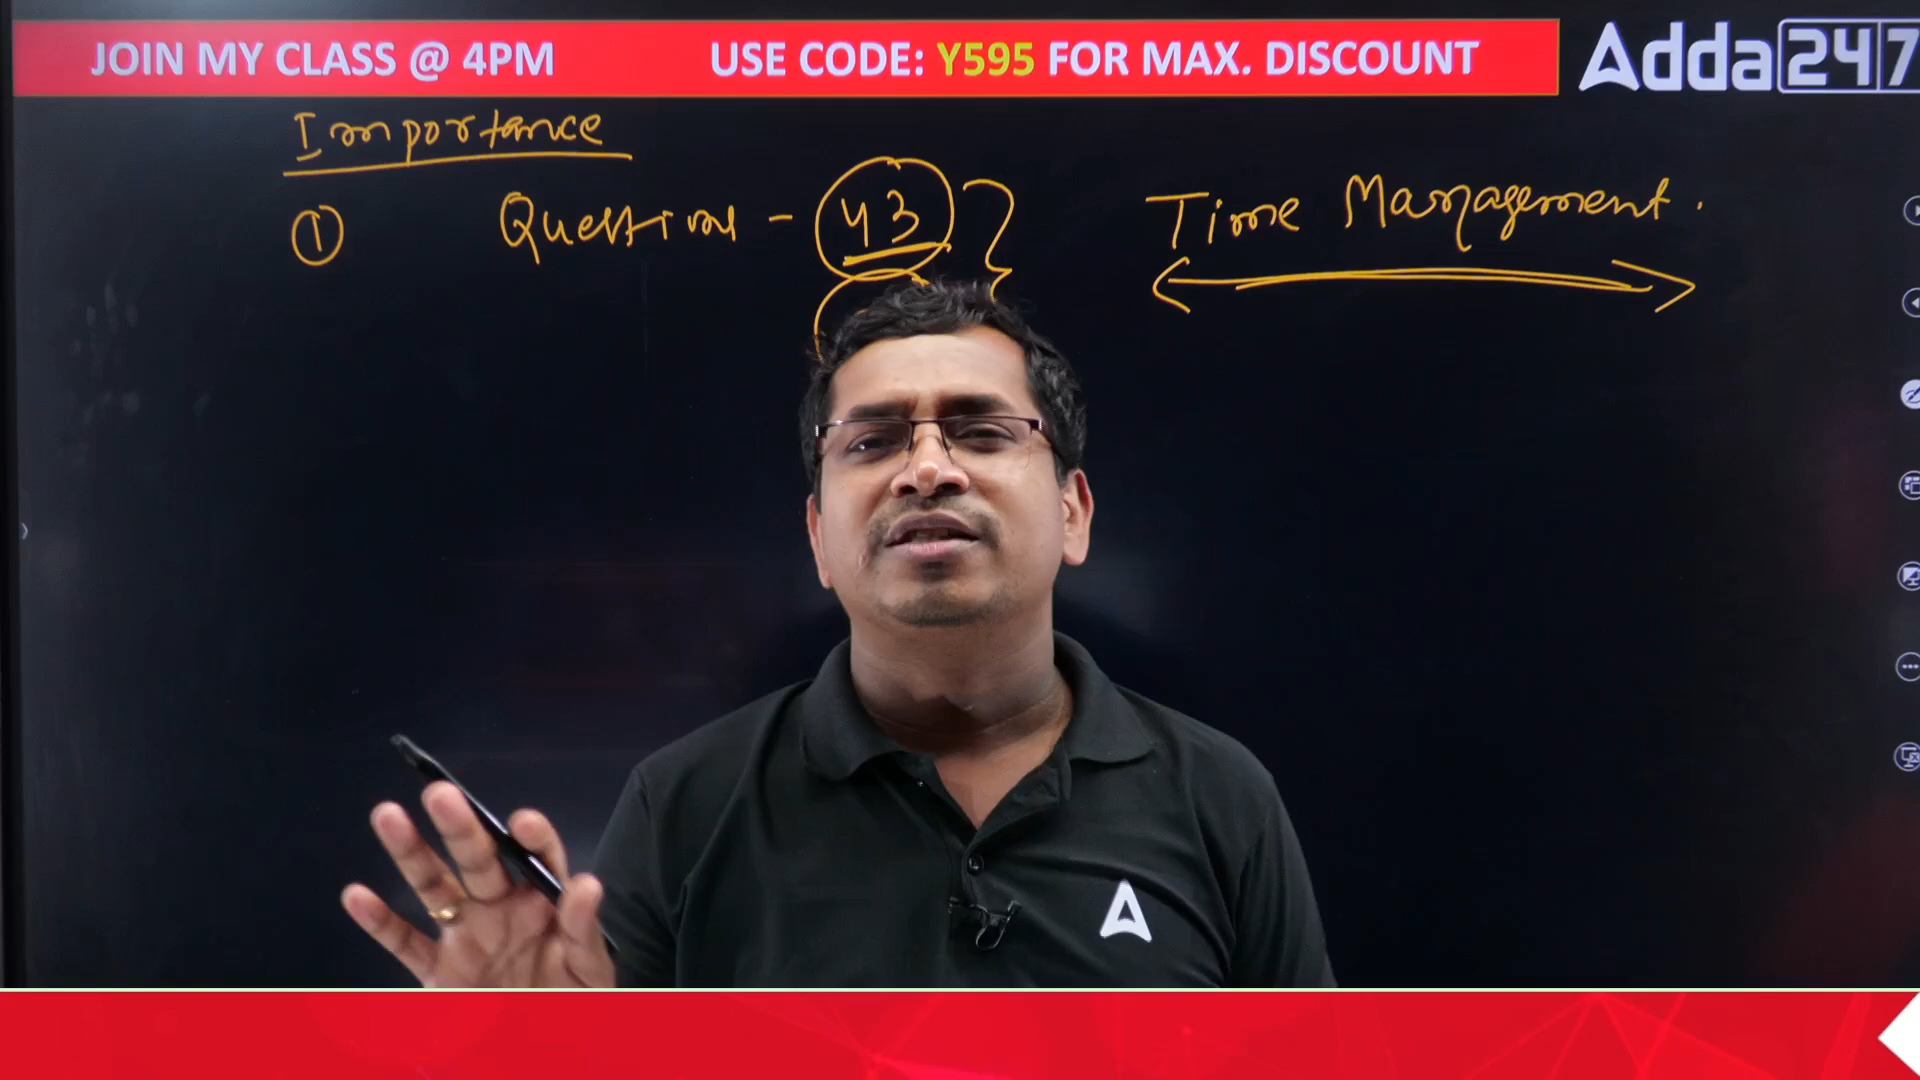 JOIN MY CLASS @ 4PM USE CODE: Y595 FOR MAX. DISCOUNT
Adda247
Importance
① Question - 43 } Time Management.